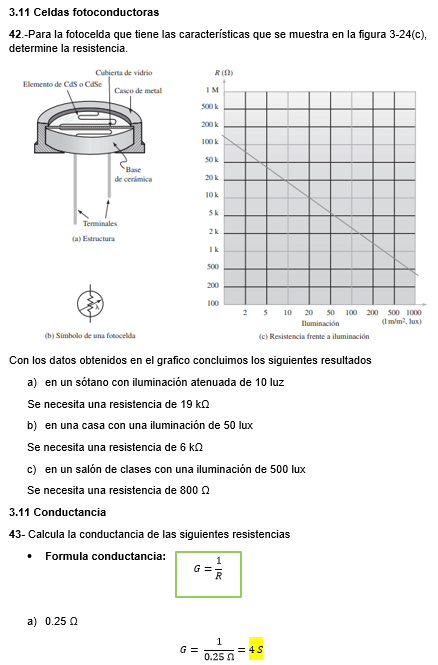 3.11 Celdas fotoconductoras
42.-Para la fotocelda que tiene las características que se muestra en la figura 3-24(c),
determine la resistencia.
Cubierta de vidrio
Elemento de CdS o CdSe
Casco de metal
Base
de cerámica
Terminales
(a) Estructura
(b) Símbolo de una fotocelda
R (Ω)
1 M
500 k
200 k
100 k
50 k
20 k
10 k
5 k
2 k
1 k
500
200
100
2 5 10 20 50 100 200 500 1000
Iluminación (lm/m², lux)
(c) Resistencia frente a iluminación
Con los datos obtenidos en el grafico concluimos los siguientes resultados
a) en un sótano con iluminación atenuada de 10 luz
Se necesita una resistencia de 19 kΩ
b) en una casa con una iluminación de 50 lux
Se necesita una resistencia de 6 kΩ
c) en un salón de clases con una iluminación de 500 lux
Se necesita una resistencia de 800 Ω
3.11 Conductancia
43- Calcula la conductancia de las siguientes resistencias
• Formula conductancia: G = 1/R
a) 0.25 Ω
G = 1/0.25 Ω = 4 S